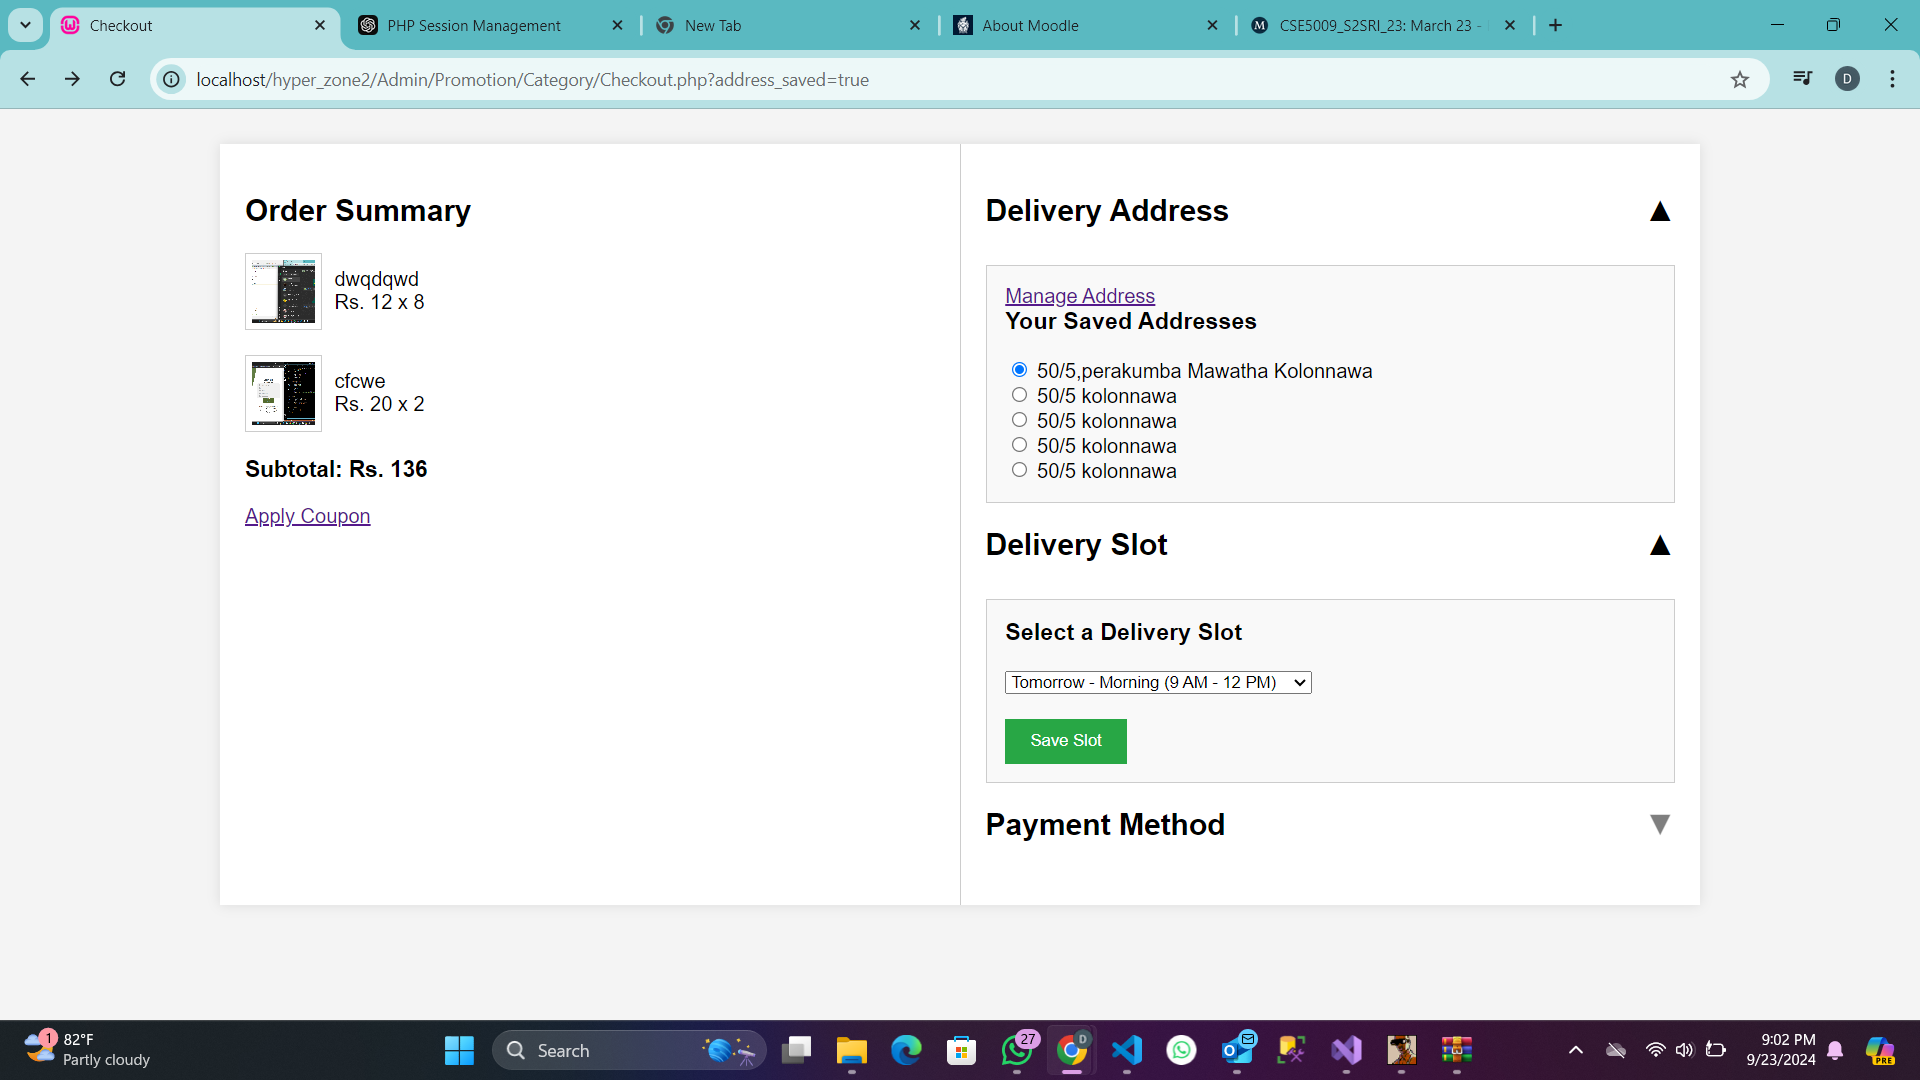 Checkout
PHP Session Management
New Tab
About Moodle
CSE5009_S2SRI_23: March 23 -
localhost/hyper_zone2/Admin/Promotion/Category/Checkout.php?address_saved=true
D
Order Summary
dwqdqwd
Rs. 12 x 8
cfcwe
Rs. 20 x 2
Subtotal: Rs. 136
Apply Coupon
Delivery Address
▲
Manage Address
Your Saved Addresses
50/5,perakumba Mawatha Kolonnawa
50/5 kolonnawa
50/5 kolonnawa
50/5 kolonnawa
50/5 kolonnawa
Delivery Slot
▲
Select a Delivery Slot
Tomorrow - Morning (9 AM - 12 PM)
Save Slot
Payment Method
▼
1
82°F
Partly cloudy
Search
27
D
9:02 PM
9/23/2024
PRE